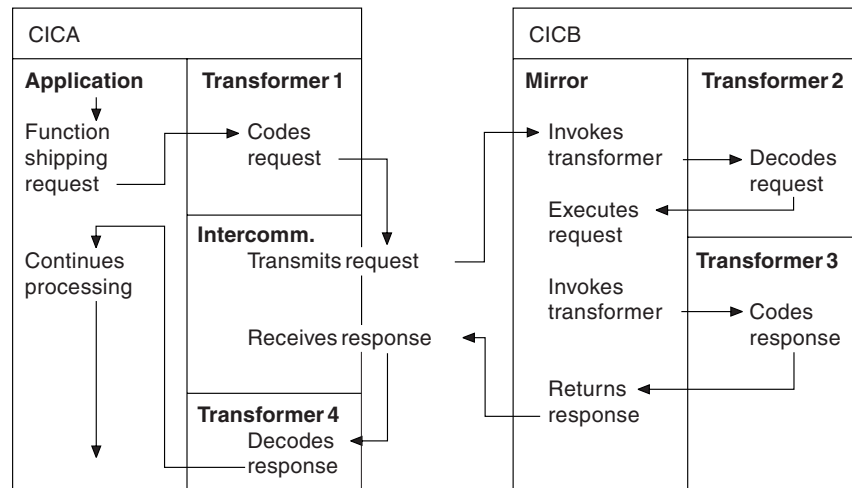 CICA
Application
Transformer 1
Function
shipping
request
Codes
request
Intercomm.
Transmits request
Continues
processing
Receives response
Transformer 4
Decodes
response
CICB
Mirror
Transformer 2
Invokes
transformer
Decodes
request
Executes
request
Transformer 3
Invokes
transformer
Codes
response
Returns
response